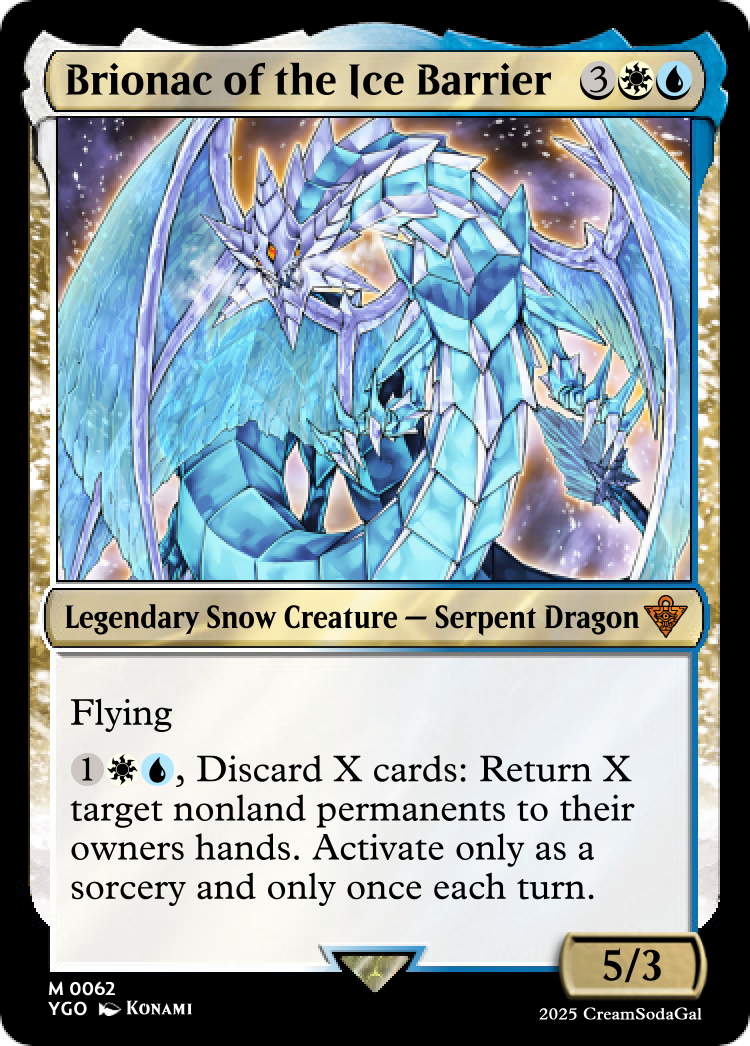 Brionac of the Ice Barrier 3
Legendary Snow Creature — Serpent Dragon
Flying
1, Discard X cards: Return X
target nonland permanents to their
owners hands. Activate only as a
sorcery and only once each turn.
5/3
M 0062
YGO KONAMI
2025 CreamSodaGal